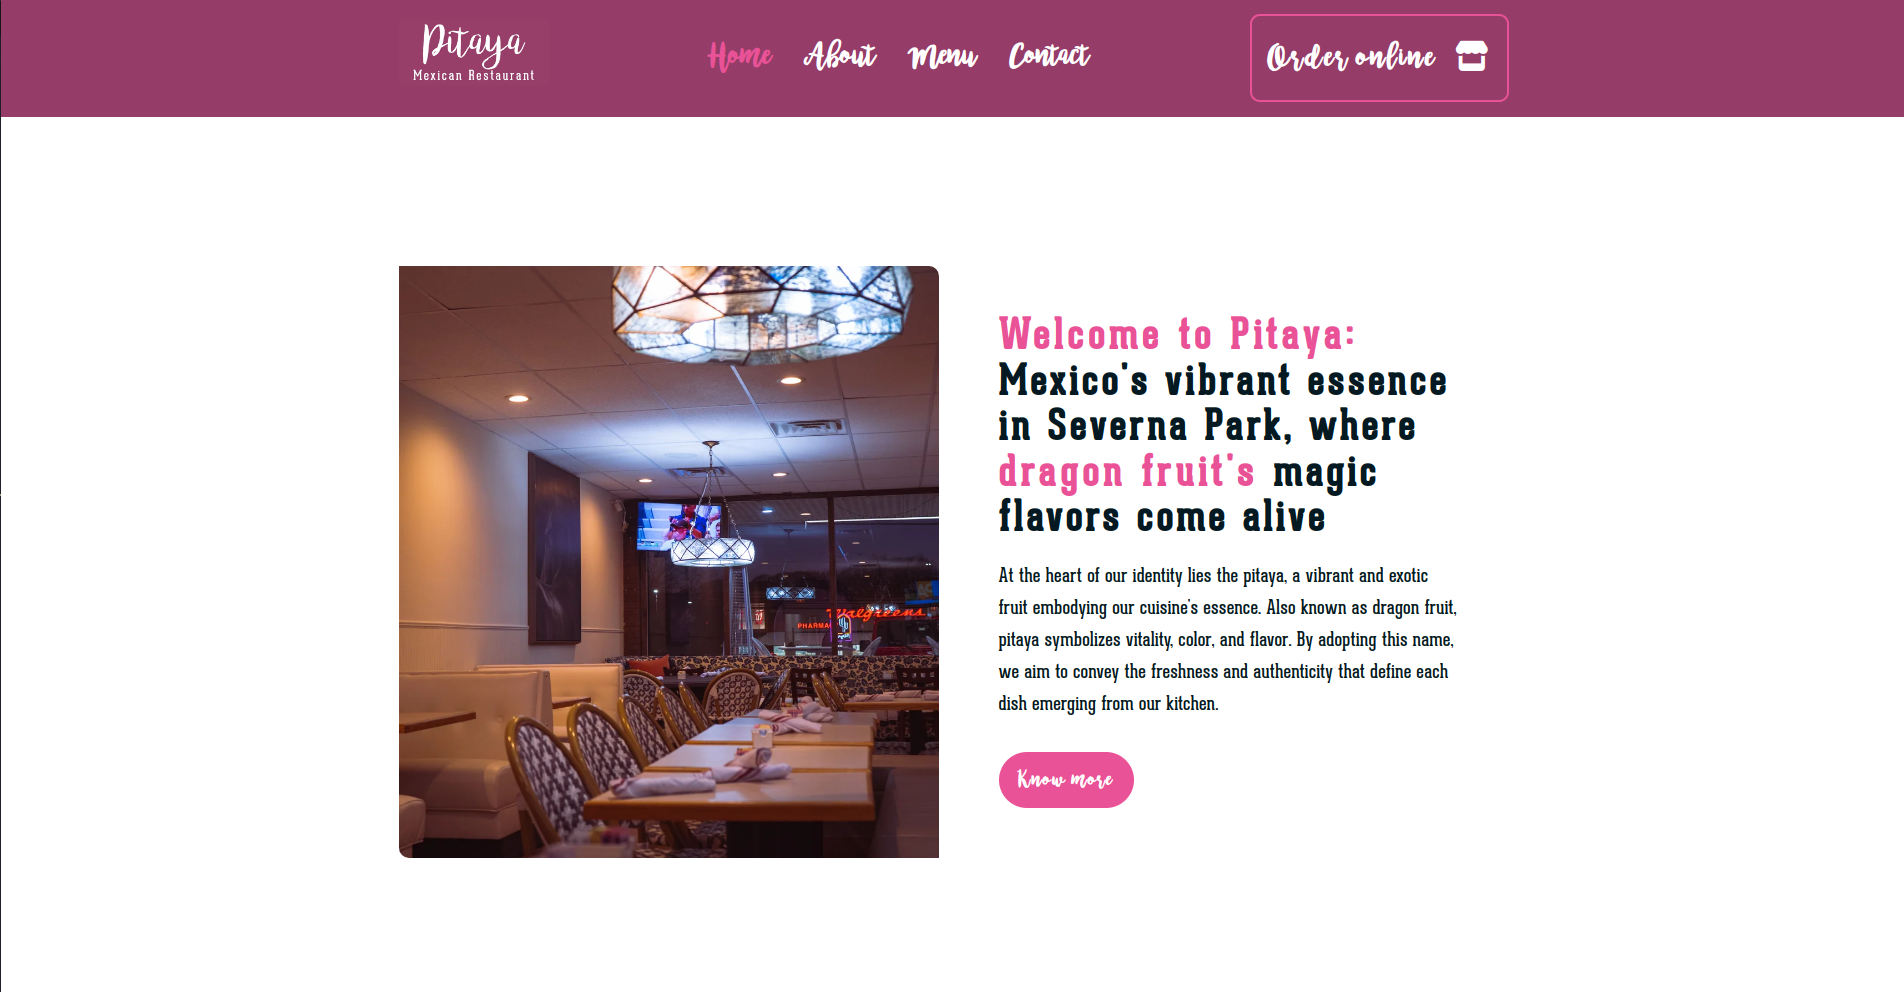 Pitaya
Mexican Restaurant
Home About Menu Contact
Order online
Welcome to Pitaya:
Mexico's vibrant essence
in Severna Park, where
dragon fruit's magic
flavors come alive
At the heart of our identity lies the pitaya, a vibrant and exotic
fruit embodying our cuisine's essence. Also known as dragon fruit,
pitaya symbolizes vitality, color, and flavor. By adopting this name,
we aim to convey the freshness and authenticity that define each
dish emerging from our kitchen.
Know more
Walgreens